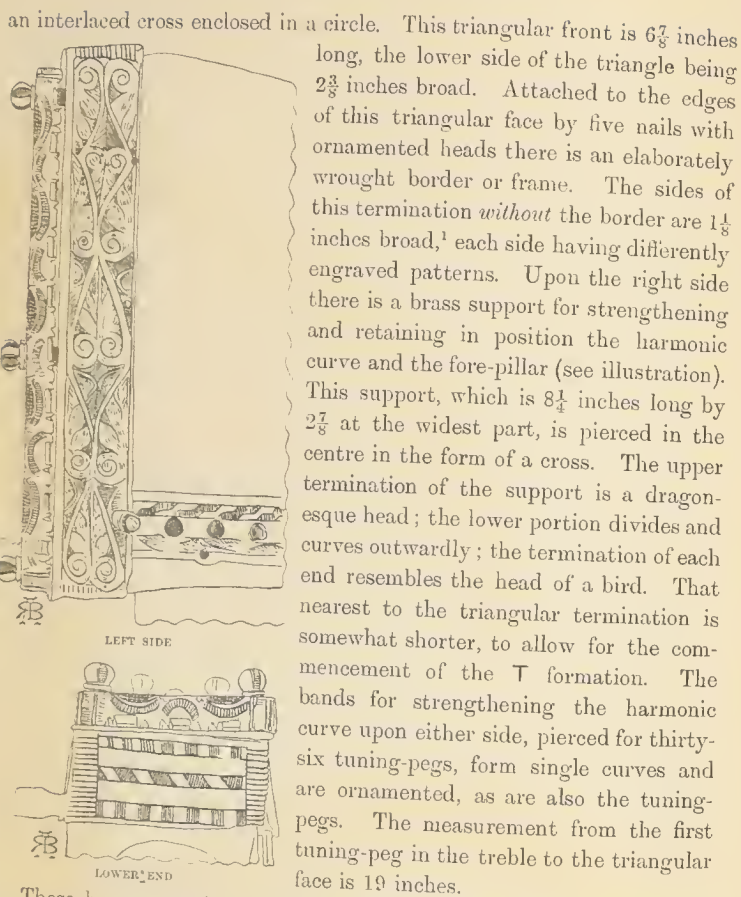 an interlaced cross enclosed in a circle. This triangular front is 6⅞ inches
long, the lower side of the triangle being
2⅜ inches broad. Attached to the edges
of this triangular face by five nails with
ornamented heads there is an elaborately
wrought border or frame. The sides of
this termination without the border are 1⅛
inches broad,¹ each side having differently
engraved patterns. Upon the right side
there is a brass support for strengthening
and retaining in position the harmonic
curve and the fore-pillar (see illustration).
This support, which is 8¼ inches long by
2⅞ at the widest part, is pierced in the
centre in the form of a cross. The upper
termination of the support is a dragon-
esque head; the lower portion divides and
curves outwardly; the termination of each
end resembles the head of a bird. That
nearest to the triangular termination is
somewhat shorter, to allow for the com-
mencement of the T formation. The
bands for strengthening the harmonic
curve upon either side, pierced for thirty-
six tuning-pegs, form single curves and
are ornamented, as are also the tuning-
pegs. The measurement from the first
tuning-peg in the treble to the triangular
face is 19 inches.
RB
LEFT SIDE
RB
LOWER END